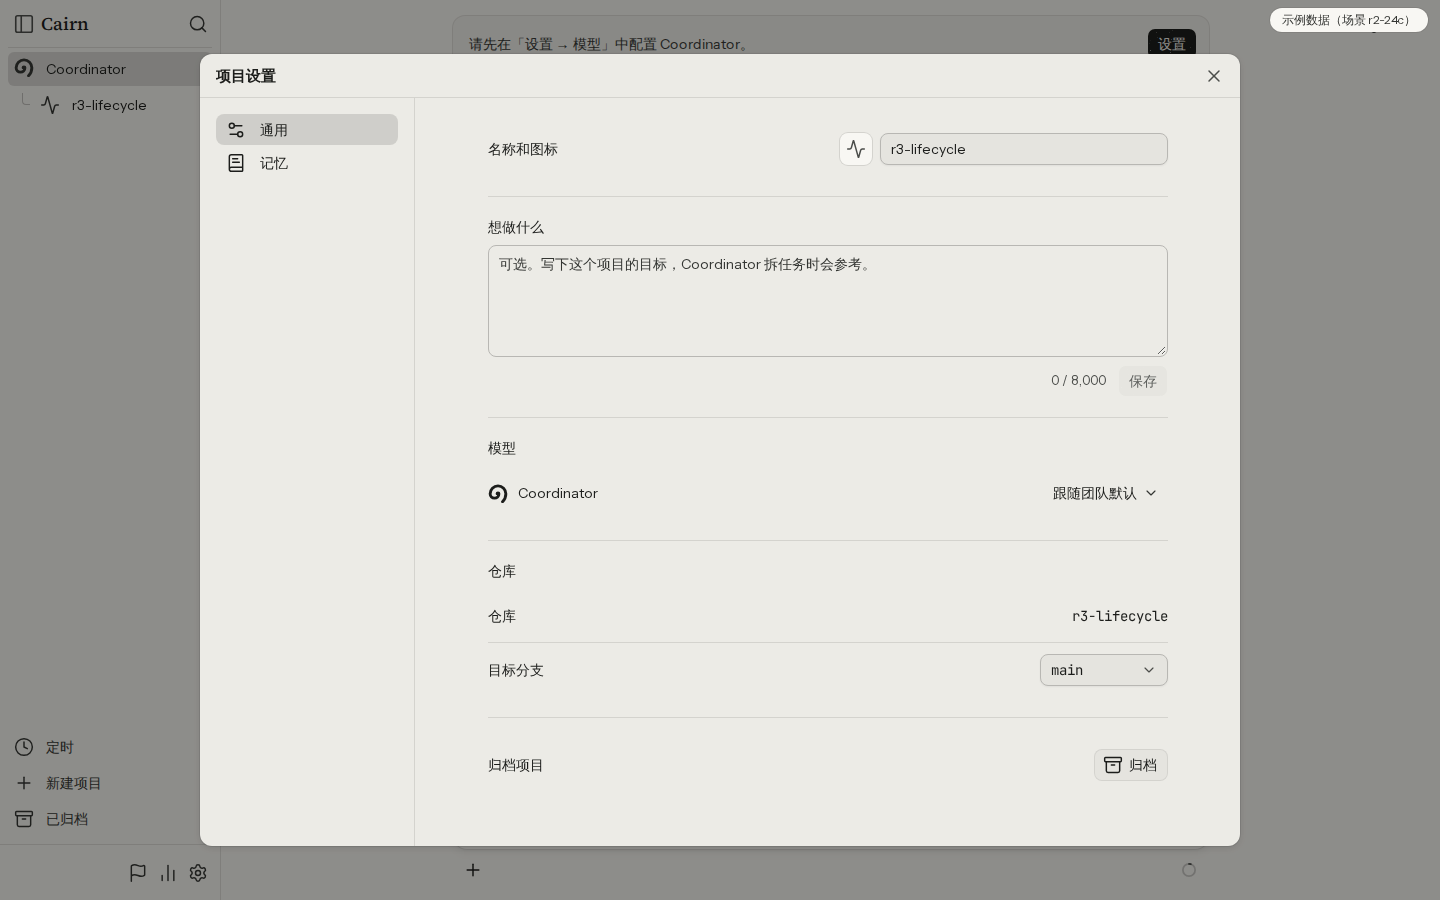 Cairn
Coordinator
r3-lifecycle
定时
新建项目
已归档
请先在「设置 → 模型」中配置 Coordinator。
设置
示例数据（场景 r2-24c）
项目设置
通用
记忆
名称和图标
r3-lifecycle
想做什么
可选。写下这个项目的目标，Coordinator 拆任务时会参考。
0 / 8,000
保存
模型
Coordinator
跟随团队默认
仓库
仓库
r3-lifecycle
目标分支
main
归档项目
归档